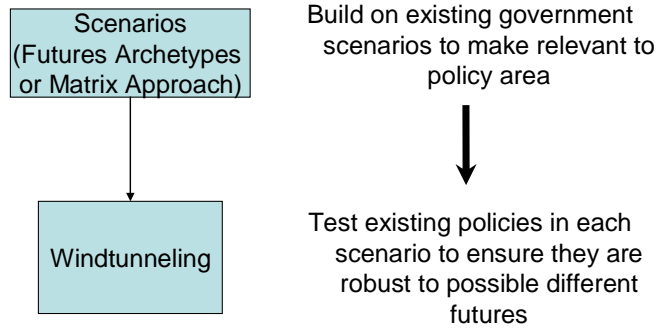 Scenarios
(Futures Archetypes
or Matrix Approach)
Build on existing government
scenarios to make relevant to
policy area
Windtunneling
Test existing policies in each
scenario to ensure they are
robust to possible different
futures